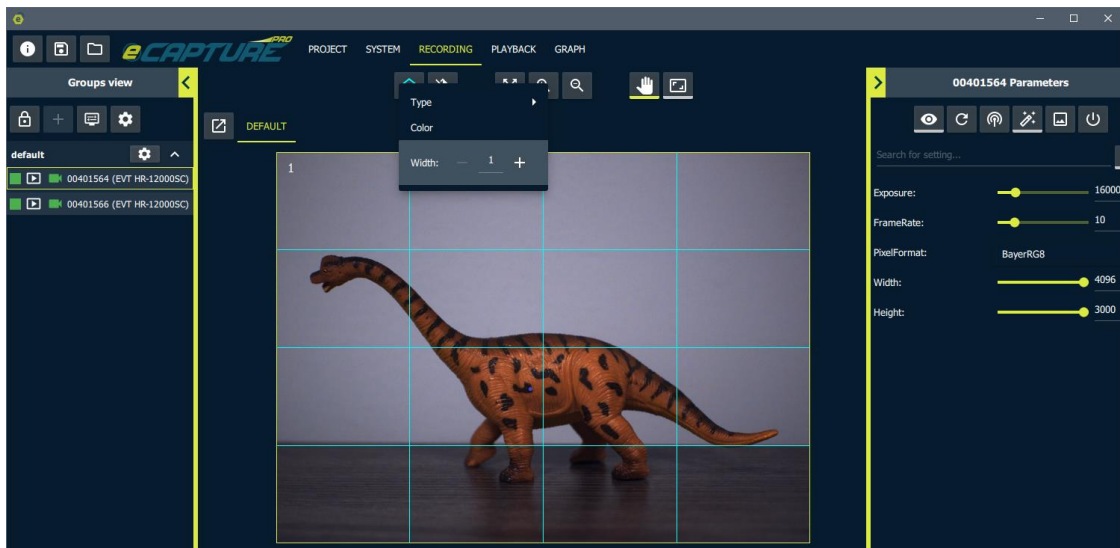 eCAPTURE PRO
PROJECT SYSTEM RECORDING PLAYBACK GRAPH
Groups view
00401564 Parameters
DEFAULT
Type
Color
Width: 1
1
default
00401564 (EVT HR-12000SC)
00401566 (EVT HR-12000SC)
Search for setting...
Exposure: 16000
FrameRate: 10
PixelFormat: BayerRG8
Width: 4096
Height: 3000